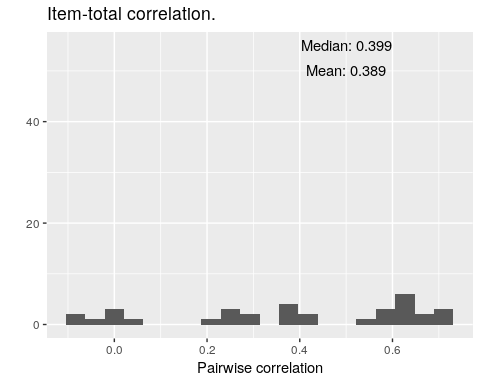 Item-total correlation.
Median: 0.399
Mean: 0.389
40
20
0
0.0 0.2 0.4 0.6
Pairwise correlation